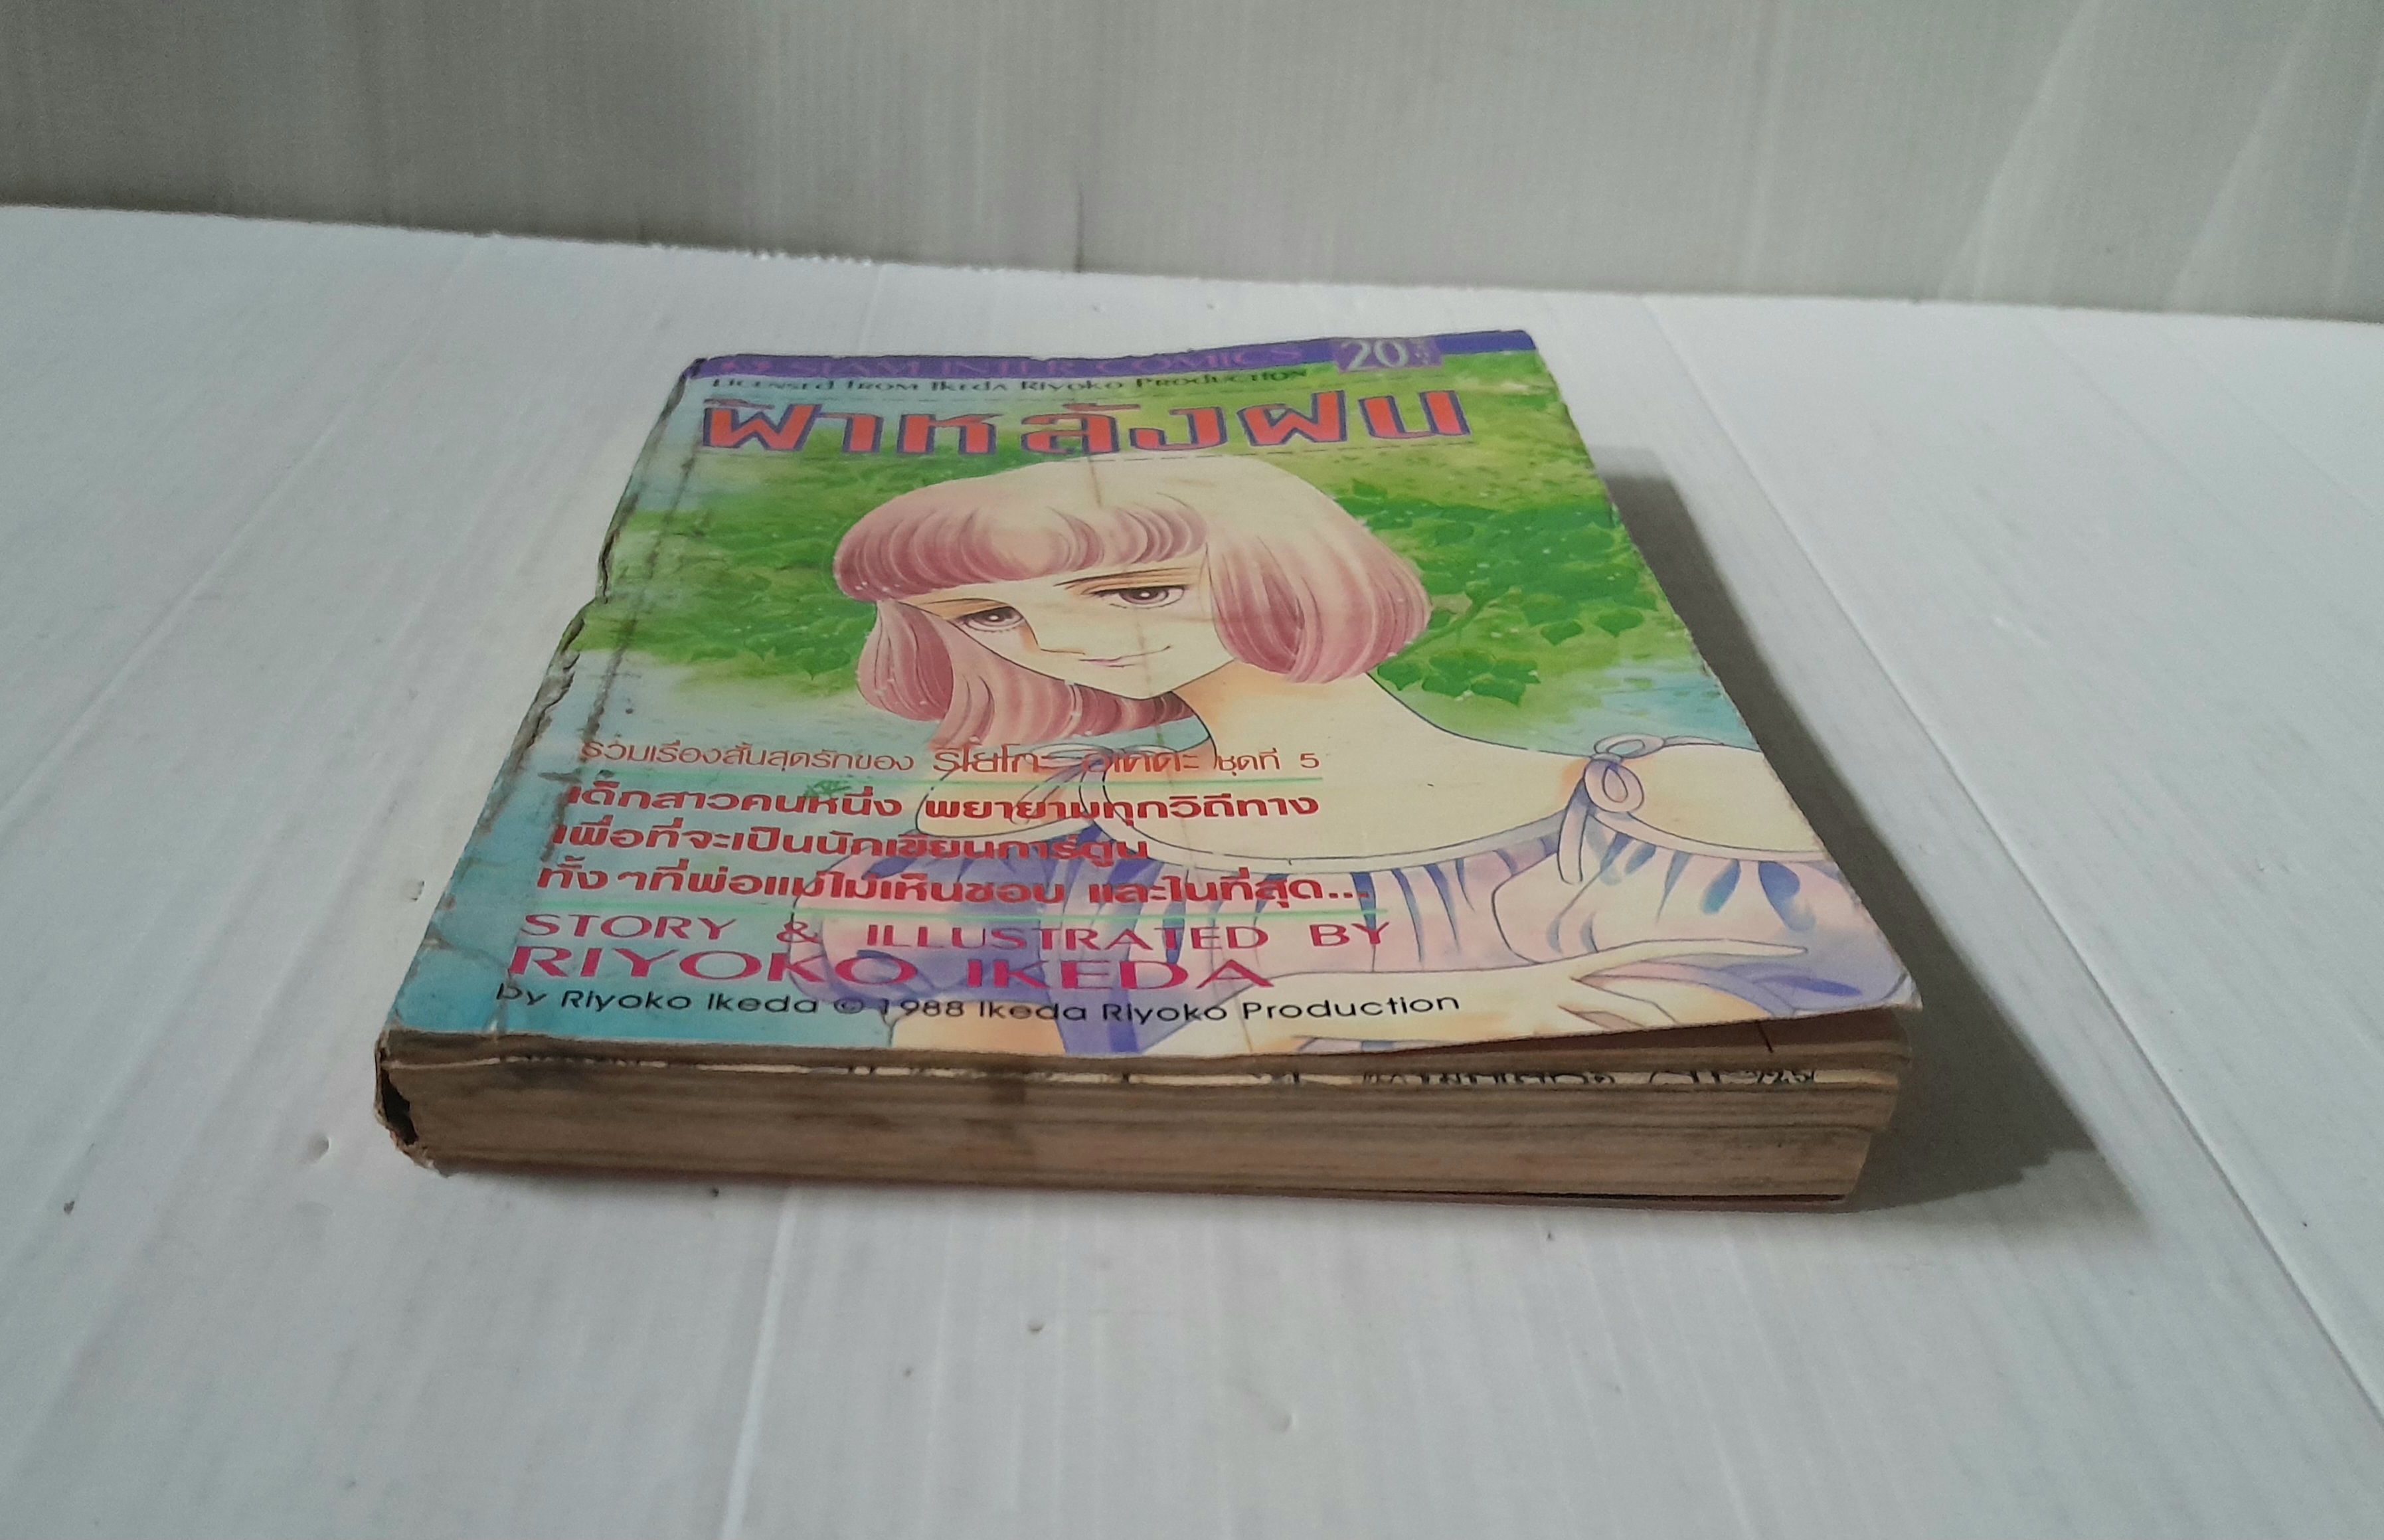 SIAM INTER COMICS 20
LICENSED FROM IKEDA RIYOKO PRODUCTION
ฟ้าหลังฝน
รวมเรื่องสั้นสุดรักของ ริโยโกะ อิเคดะ ชุดที่ 5
เด็กสาวคนหนึ่ง พยายามทุกวิถีทาง
เพื่อที่จะเป็นนักเขียนการ์ตูน
ทั้งๆที่พ่อแม่ไม่เห็นชอบ และในที่สุด...
STORY & ILLUSTRATED BY
RIYOKO IKEDA
by Riyoko Ikeda © 1988 Ikeda Riyoko Production